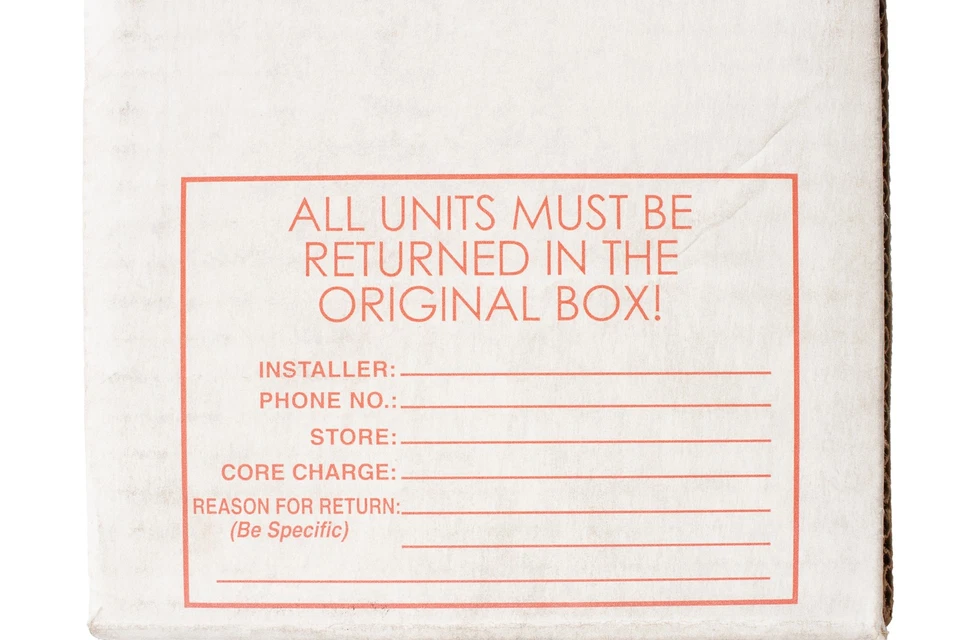 ALL UNITS MUST BE
RETURNED IN THE
ORIGINAL BOX!
INSTALLER:
PHONE NO.:
STORE:
CORE CHARGE:
REASON FOR RETURN:
(Be Specific)